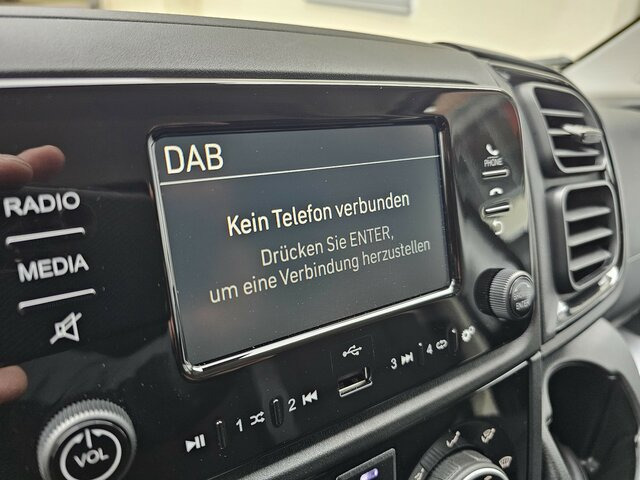 DAB
Kein Telefon verbunden
Drücken Sie ENTER,
um eine Verbindung herzustellen
RADIO
MEDIA
VOL
PHONE
1
2
3
4
ENTER